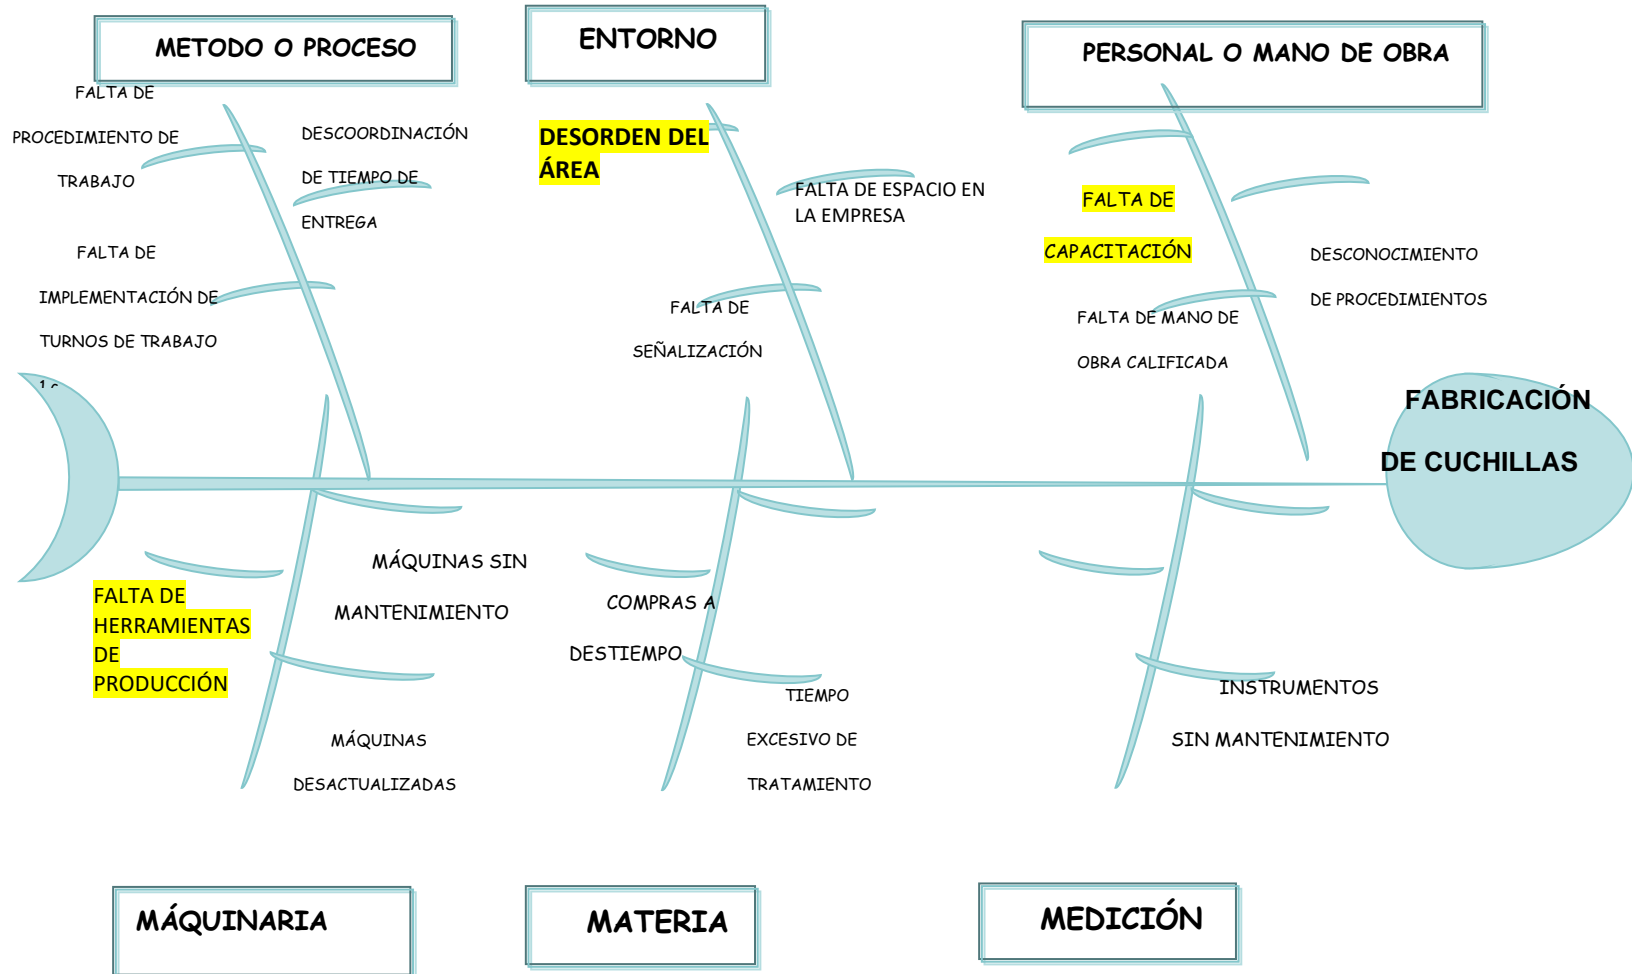 METODO O PROCESO
ENTORNO
PERSONAL O MANO DE OBRA
FALTA DE
PROCEDIMIENTO DE
TRABAJO
DESCOORDINACIÓN
DE TIEMPO DE
ENTREGA
FALTA DE
IMPLEMENTACIÓN DE
TURNOS DE TRABAJO
DESORDEN DEL
ÁREA
FALTA DE ESPACIO EN
LA EMPRESA
FALTA DE
SEÑALIZACIÓN
FALTA DE
CAPACITACIÓN
DESCONOCIMIENTO
DE PROCEDIMIENTOS
FALTA DE MANO DE
OBRA CALIFICADA
FABRICACIÓN
DE CUCHILLAS
FALTA DE
HERRAMIENTAS
DE
PRODUCCIÓN
MÁQUINAS SIN
MANTENIMIENTO
MÁQUINAS
DESACTUALIZADAS
COMPRAS A
DESTIEMPO
TIEMPO
EXCESIVO DE
TRATAMIENTO
INSTRUMENTOS
SIN MANTENIMIENTO
MÁQUINARIA
MATERIA
MEDICIÓN